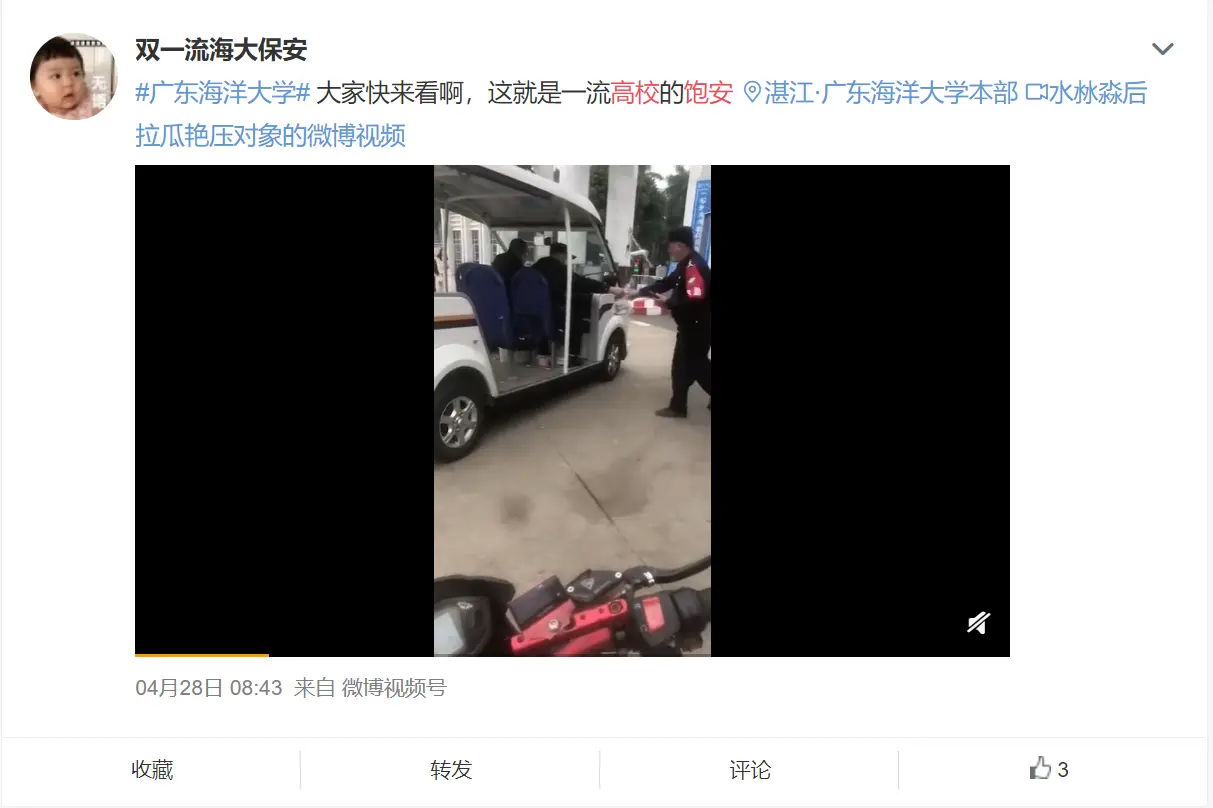 双一流海大保安
#广东海洋大学# 大家快来看啊，这就是一流高校的饱安 湛江·广东海洋大学本部 水沝淼后
拉瓜艳压对象的微博视频
04月28日 08:43 来自 微博视频号
收藏
转发
评论
3